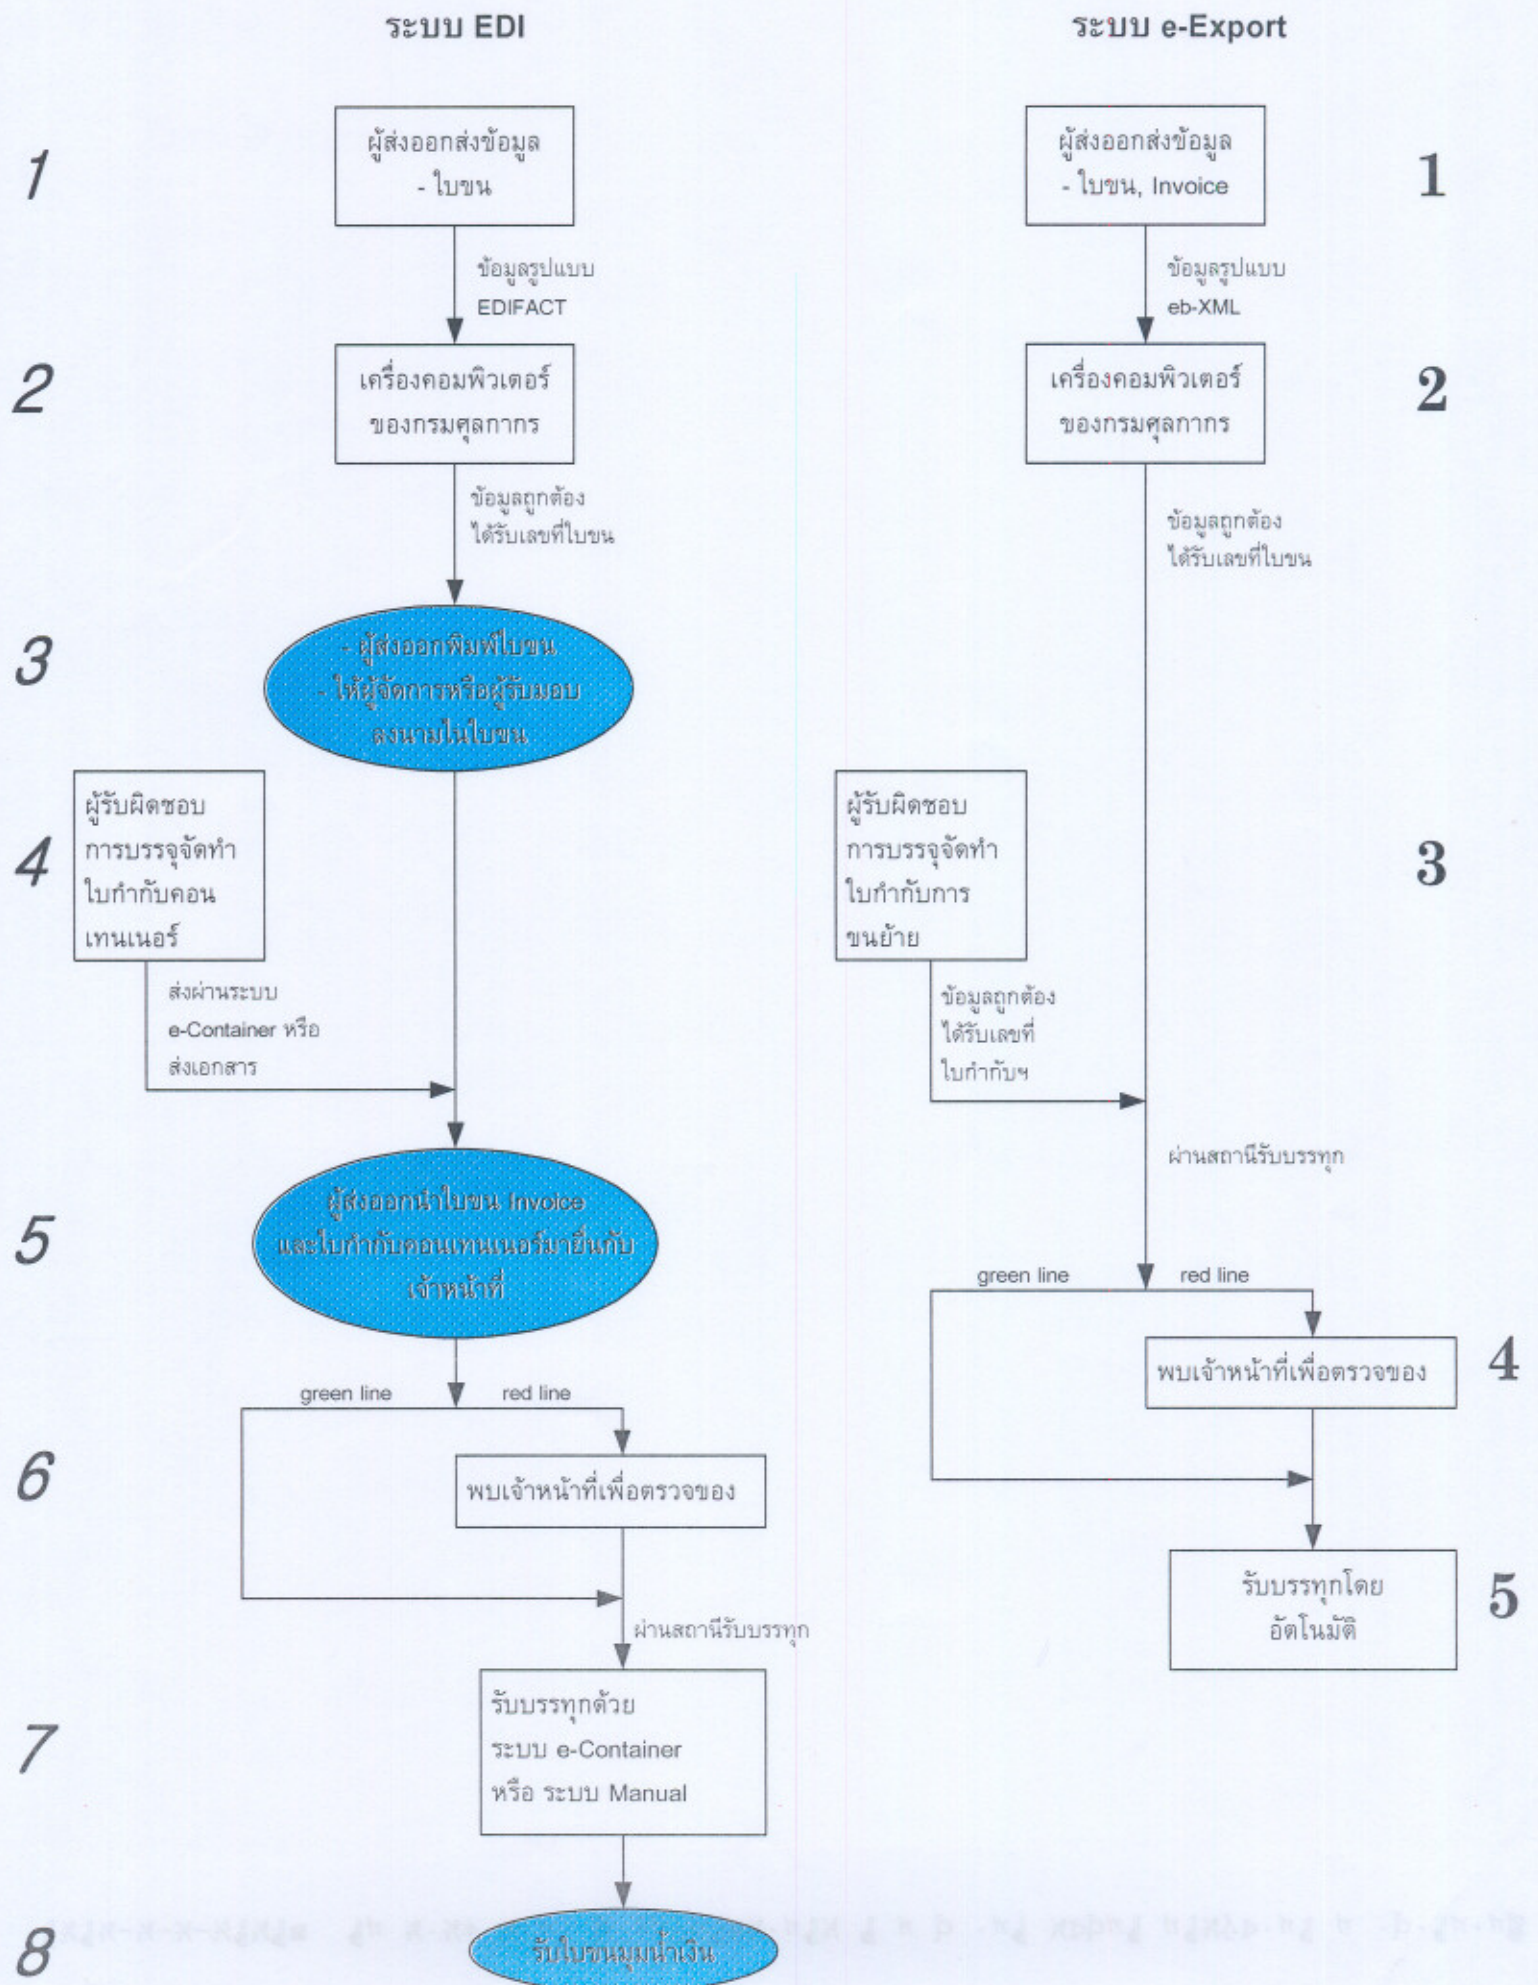 ระบบ EDI
1
ผู้ส่งออกส่งข้อมูล
- ใบขน
ข้อมูลรูปแบบ
EDIFACT
2
เครื่องคอมพิวเตอร์
ของกรมศุลกากร
ข้อมูลถูกต้อง
ได้รับเลขที่ใบขน
3
- ผู้ส่งออกพิมพ์ใบขน
- ให้ผู้จัดการหรือผู้รับมอบ
ลงนามในใบขน
4
ผู้รับผิดชอบ
การบรรจุจัดทำ
ใบกำกับคอน
เทนเนอร์
ส่งผ่านระบบ
e-Container หรือ
ส่งเอกสาร
5
ผู้ส่งออกนำใบขน Invoice
และใบกำกับคอนเทนเนอร์มายื่นกับ
เจ้าหน้าที่
green line
red line
6
พบเจ้าหน้าที่เพื่อตรวจของ
ผ่านสถานีรับบรรทุก
7
รับบรรทุกด้วย
ระบบ e-Container
หรือ ระบบ Manual
8
รับใบขนมุมน้ำเงิน
ระบบ e-Export
1
ผู้ส่งออกส่งข้อมูล
- ใบขน, Invoice
ข้อมูลรูปแบบ
eb-XML
2
เครื่องคอมพิวเตอร์
ของกรมศุลกากร
ข้อมูลถูกต้อง
ได้รับเลขที่ใบขน
3
ผู้รับผิดชอบ
การบรรจุจัดทำ
ใบกำกับการ
ขนย้าย
ข้อมูลถูกต้อง
ได้รับเลขที่
ใบกำกับฯ
ผ่านสถานีรับบรรทุก
green line
red line
4
พบเจ้าหน้าที่เพื่อตรวจของ
5
รับบรรทุกโดย
อัตโนมัติ